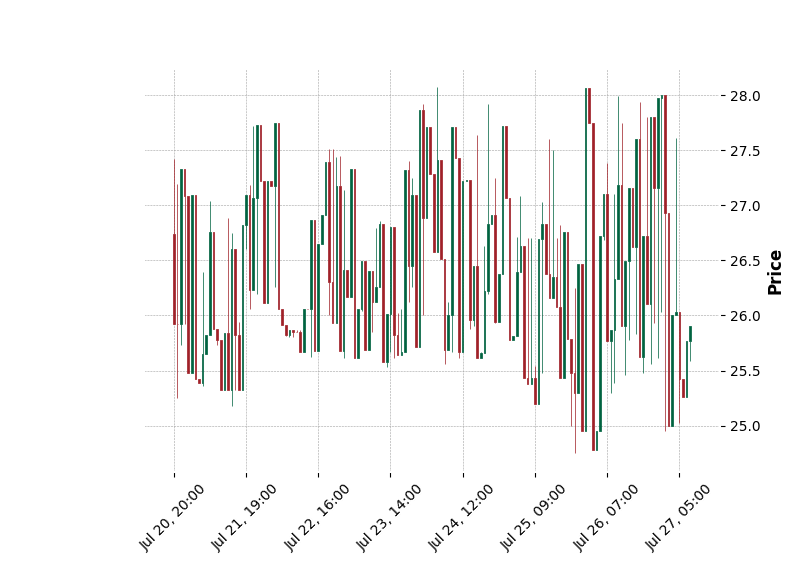 28.0
27.5
27.0
26.5
26.0
25.5
25.0
Price
Jul 20, 20:00
Jul 21, 19:00
Jul 22, 16:00
Jul 23, 14:00
Jul 24, 12:00
Jul 25, 09:00
Jul 26, 07:00
Jul 27, 05:00